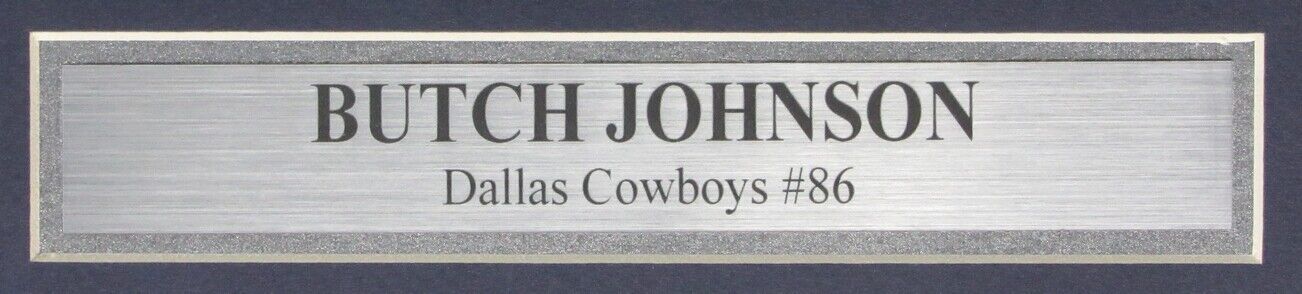 BUTCH JOHNSON
Dallas Cowboys #86